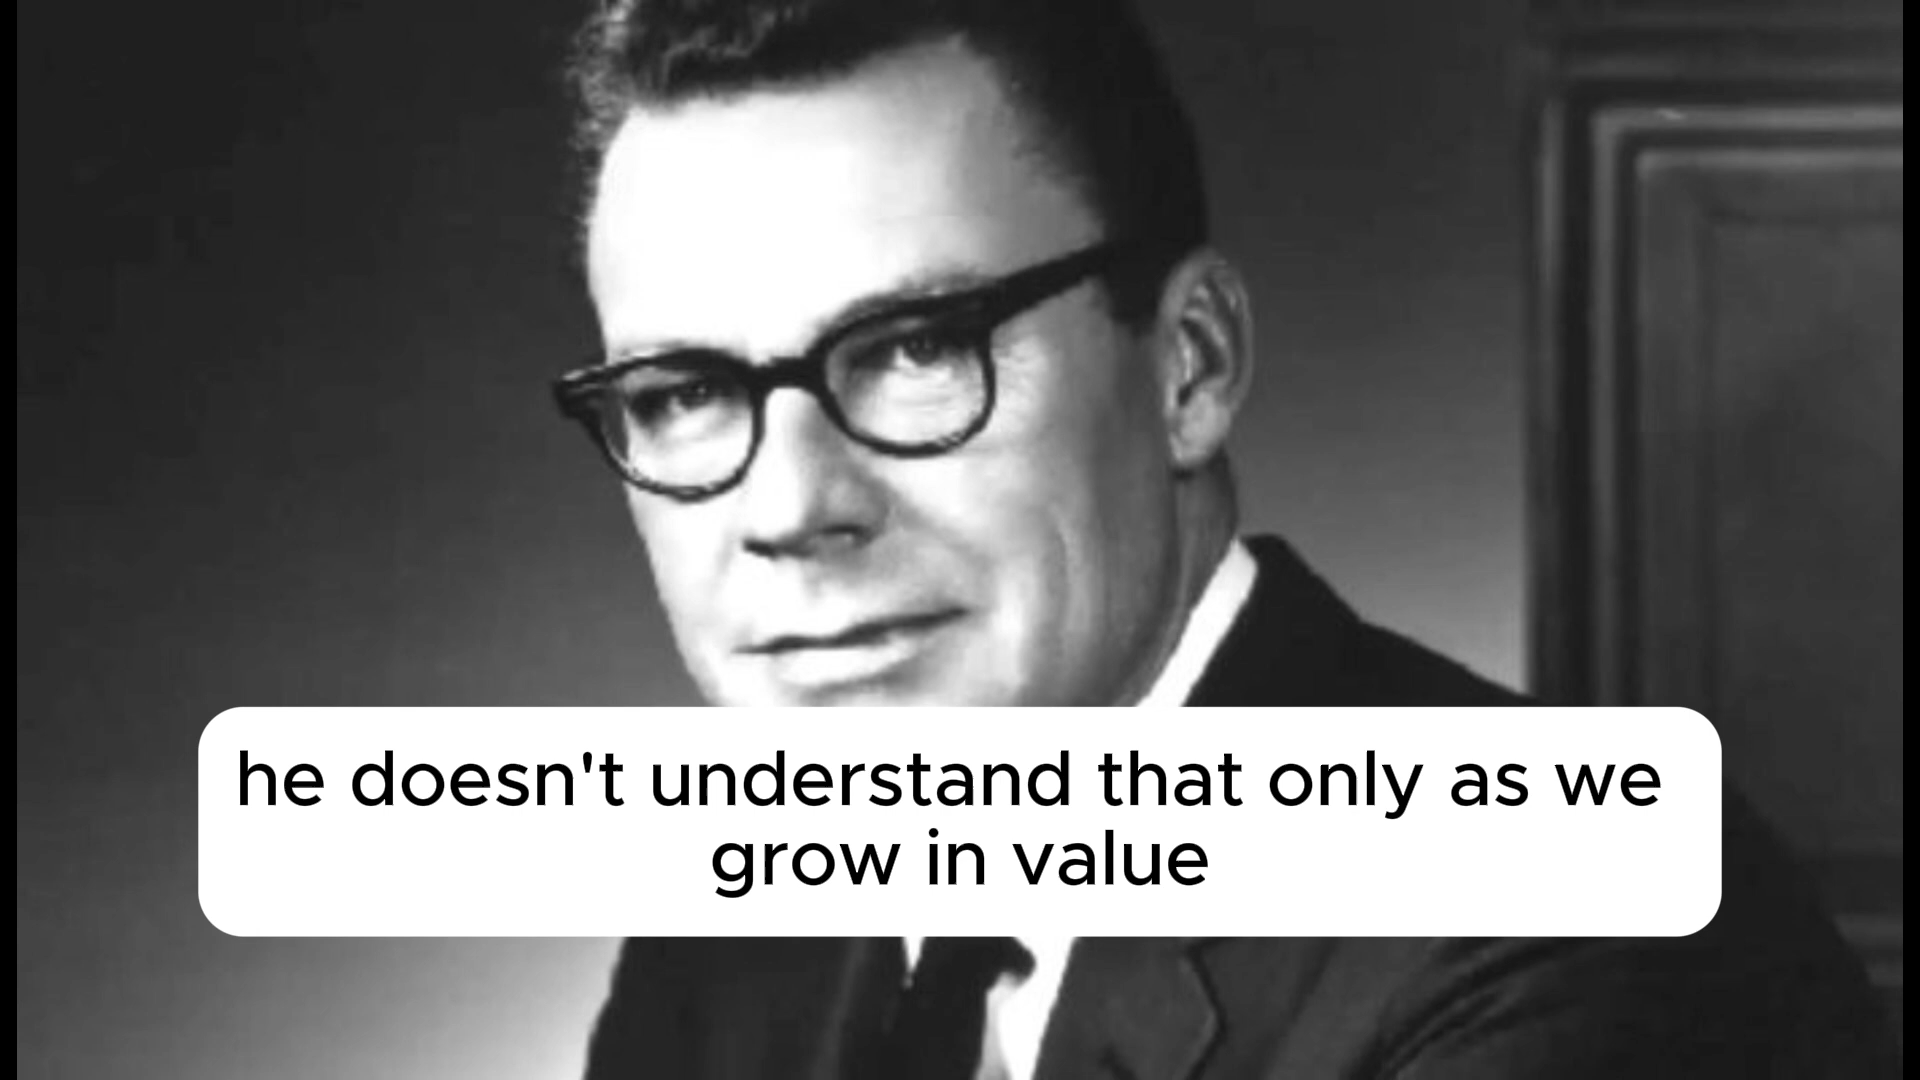 he doesn't understand that only as we
grow in value